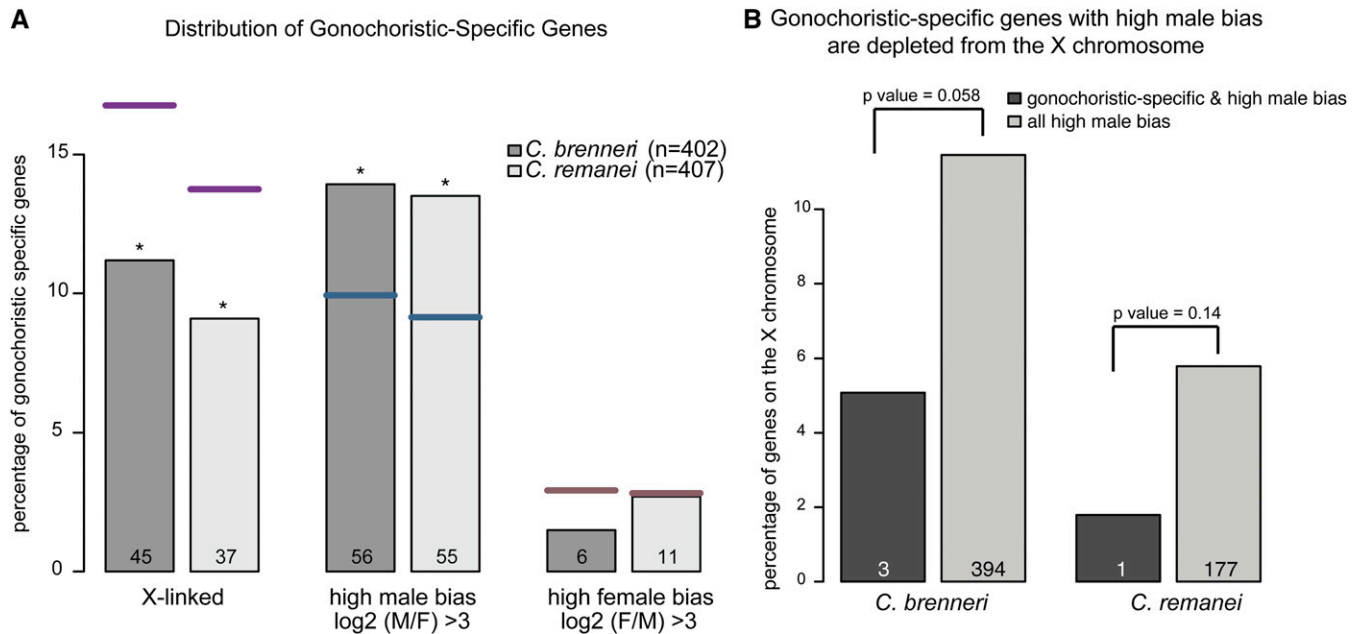 A
Distribution of Gonochoristic-Specific Genes
percentage of gonochoristic specific genes
15
10
5
0
C. brenneri (n=402)
C. remanei (n=407)
*
*
*
*
45
37
56
55
6
11
X-linked
high male bias
log2 (M/F) >3
high female bias
log2 (F/M) >3
B Gonochoristic-specific genes with high male bias
are depleted from the X chromosome
gonochoristic-specific & high male bias
all high male bias
p value = 0.058
p value = 0.14
percentage of genes on the X chromosome
10
8
6
4
2
0
3
394
1
177
C. brenneri
C. remanei